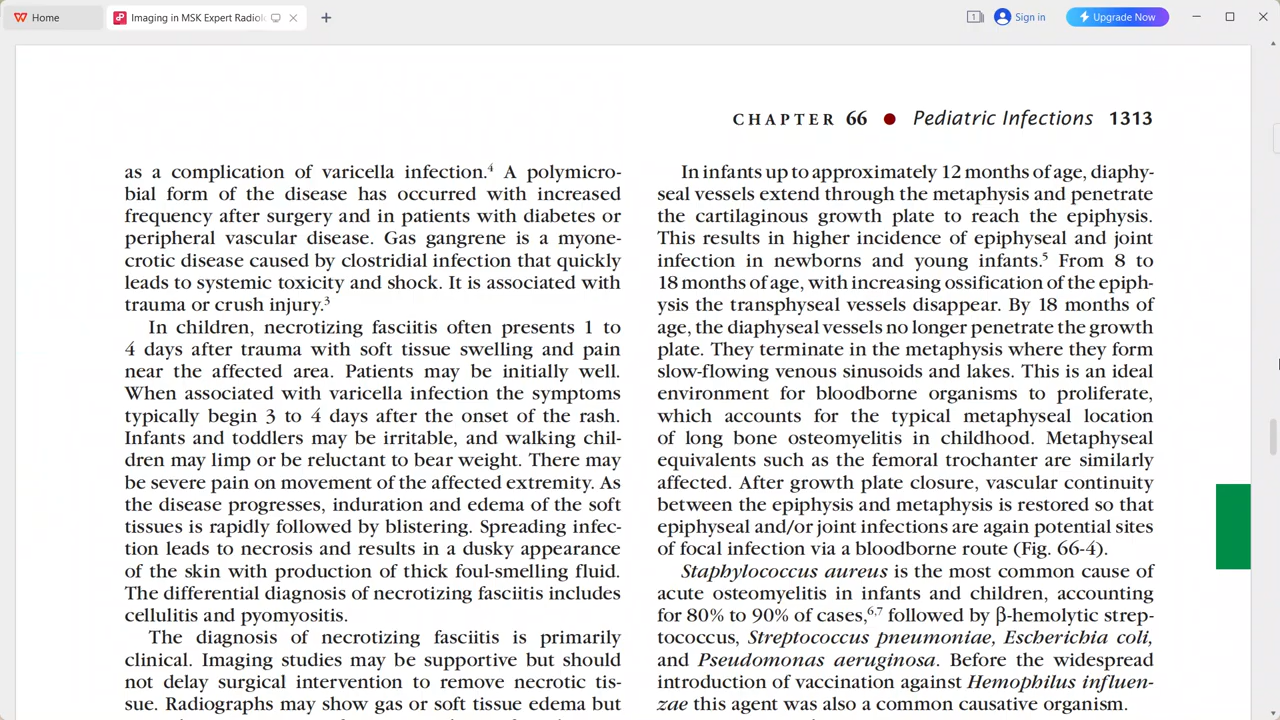 Home
Imaging in MSK Expert Radiol
1
Sign in
Upgrade Now
CHAPTER 66 ● Pediatric Infections 1313
as a complication of varicella infection.4 A polymicro-
bial form of the disease has occurred with increased
frequency after surgery and in patients with diabetes or
peripheral vascular disease. Gas gangrene is a myone-
crotic disease caused by clostridial infection that quickly
leads to systemic toxicity and shock. It is associated with
trauma or crush injury.3
In children, necrotizing fasciitis often presents 1 to
4 days after trauma with soft tissue swelling and pain
near the affected area. Patients may be initially well.
When associated with varicella infection the symptoms
typically begin 3 to 4 days after the onset of the rash.
Infants and toddlers may be irritable, and walking chil-
dren may limp or be reluctant to bear weight. There may
be severe pain on movement of the affected extremity. As
the disease progresses, induration and edema of the soft
tissues is rapidly followed by blistering. Spreading infec-
tion leads to necrosis and results in a dusky appearance
of the skin with production of thick foul-smelling fluid.
The differential diagnosis of necrotizing fasciitis includes
cellulitis and pyomyositis.
The diagnosis of necrotizing fasciitis is primarily
clinical. Imaging studies may be supportive but should
not delay surgical intervention to remove necrotic tis-
sue. Radiographs may show gas or soft tissue edema but
In infants up to approximately 12 months of age, diaphy-
seal vessels extend through the metaphysis and penetrate
the cartilaginous growth plate to reach the epiphysis.
This results in higher incidence of epiphyseal and joint
infection in newborns and young infants.5 From 8 to
18 months of age, with increasing ossification of the epiph-
ysis the transphyseal vessels disappear. By 18 months of
age, the diaphyseal vessels no longer penetrate the growth
plate. They terminate in the metaphysis where they form
slow-flowing venous sinusoids and lakes. This is an ideal
environment for bloodborne organisms to proliferate,
which accounts for the typical metaphyseal location
of long bone osteomyelitis in childhood. Metaphyseal
equivalents such as the femoral trochanter are similarly
affected. After growth plate closure, vascular continuity
between the epiphysis and metaphysis is restored so that
epiphyseal and/or joint infections are again potential sites
of focal infection via a bloodborne route (Fig. 66-4).
Staphylococcus aureus is the most common cause of
acute osteomyelitis in infants and children, accounting
for 80% to 90% of cases,6,7 followed by β-hemolytic strep-
tococcus, Streptococcus pneumoniae, Escherichia coli,
and Pseudomonas aeruginosa. Before the widespread
introduction of vaccination against Hemophilus influen-
zae this agent was also a common causative organism.